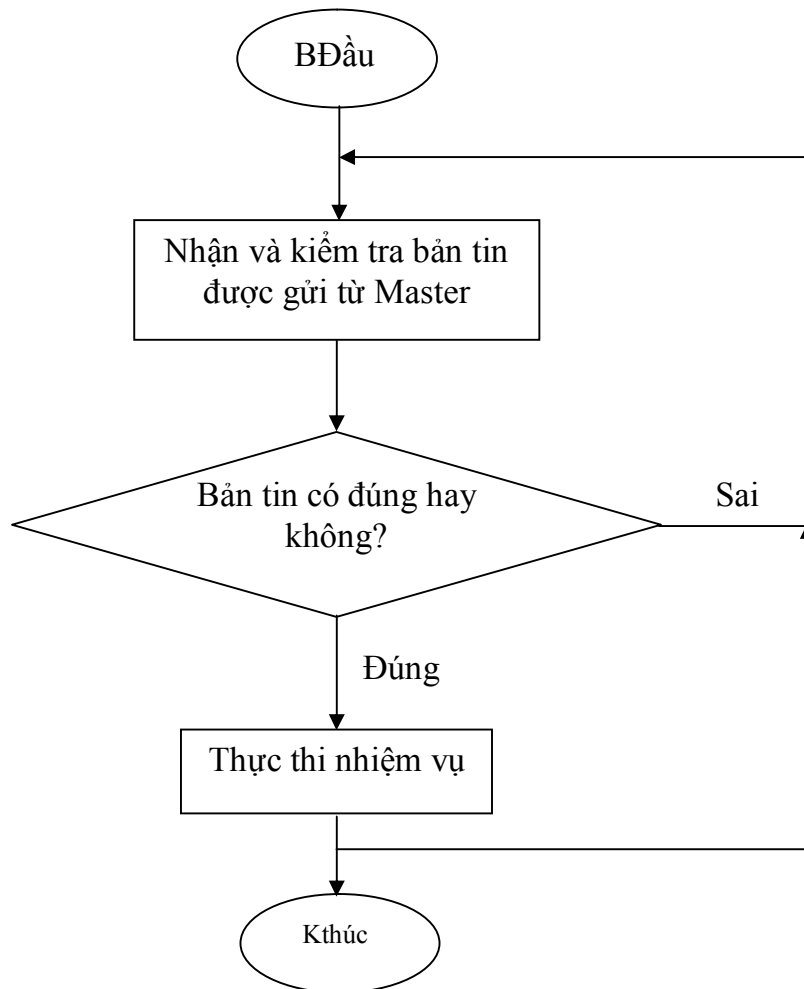 BĐầu
Nhận và kiểm tra bản tin
được gửi từ Master
Bản tin có đúng hay
không?
Sai
Đúng
Thực thi nhiệm vụ
Kthúc